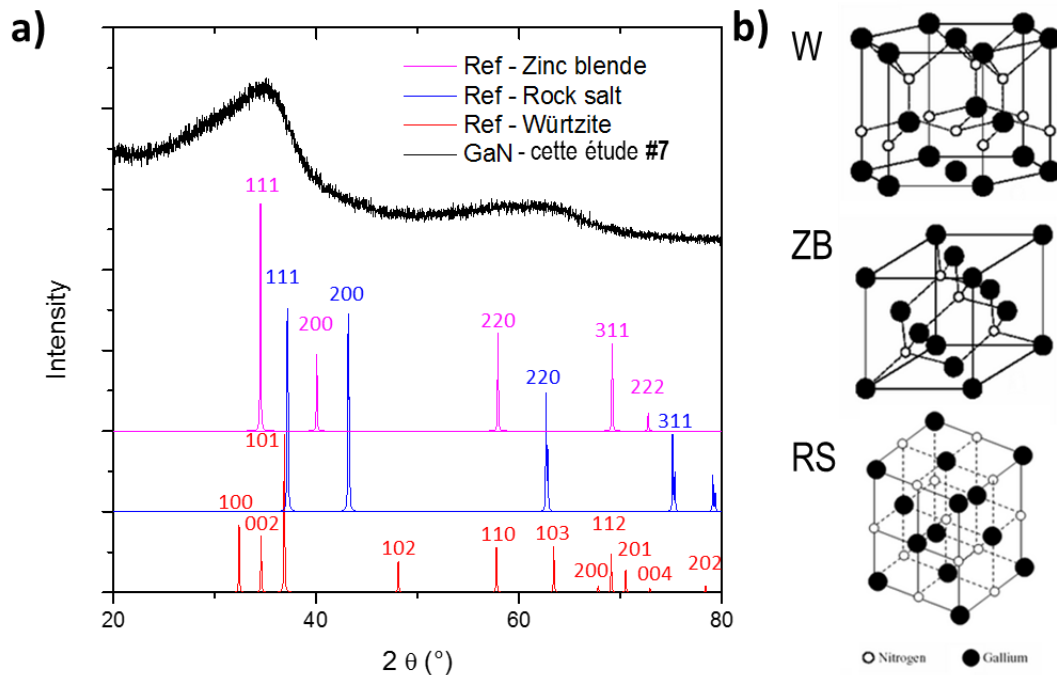 a)
Ref - Zinc blende
Ref - Rock salt
Ref - Würtzite
GaN - cette étude #7
111
200
220
311
222
111
200
220
311
100
002
101
102
110
103
200
112
201
004
202
Intensity
20 40 60 80
2 θ (°)
b)
W
ZB
RS
Nitrogen Gallium